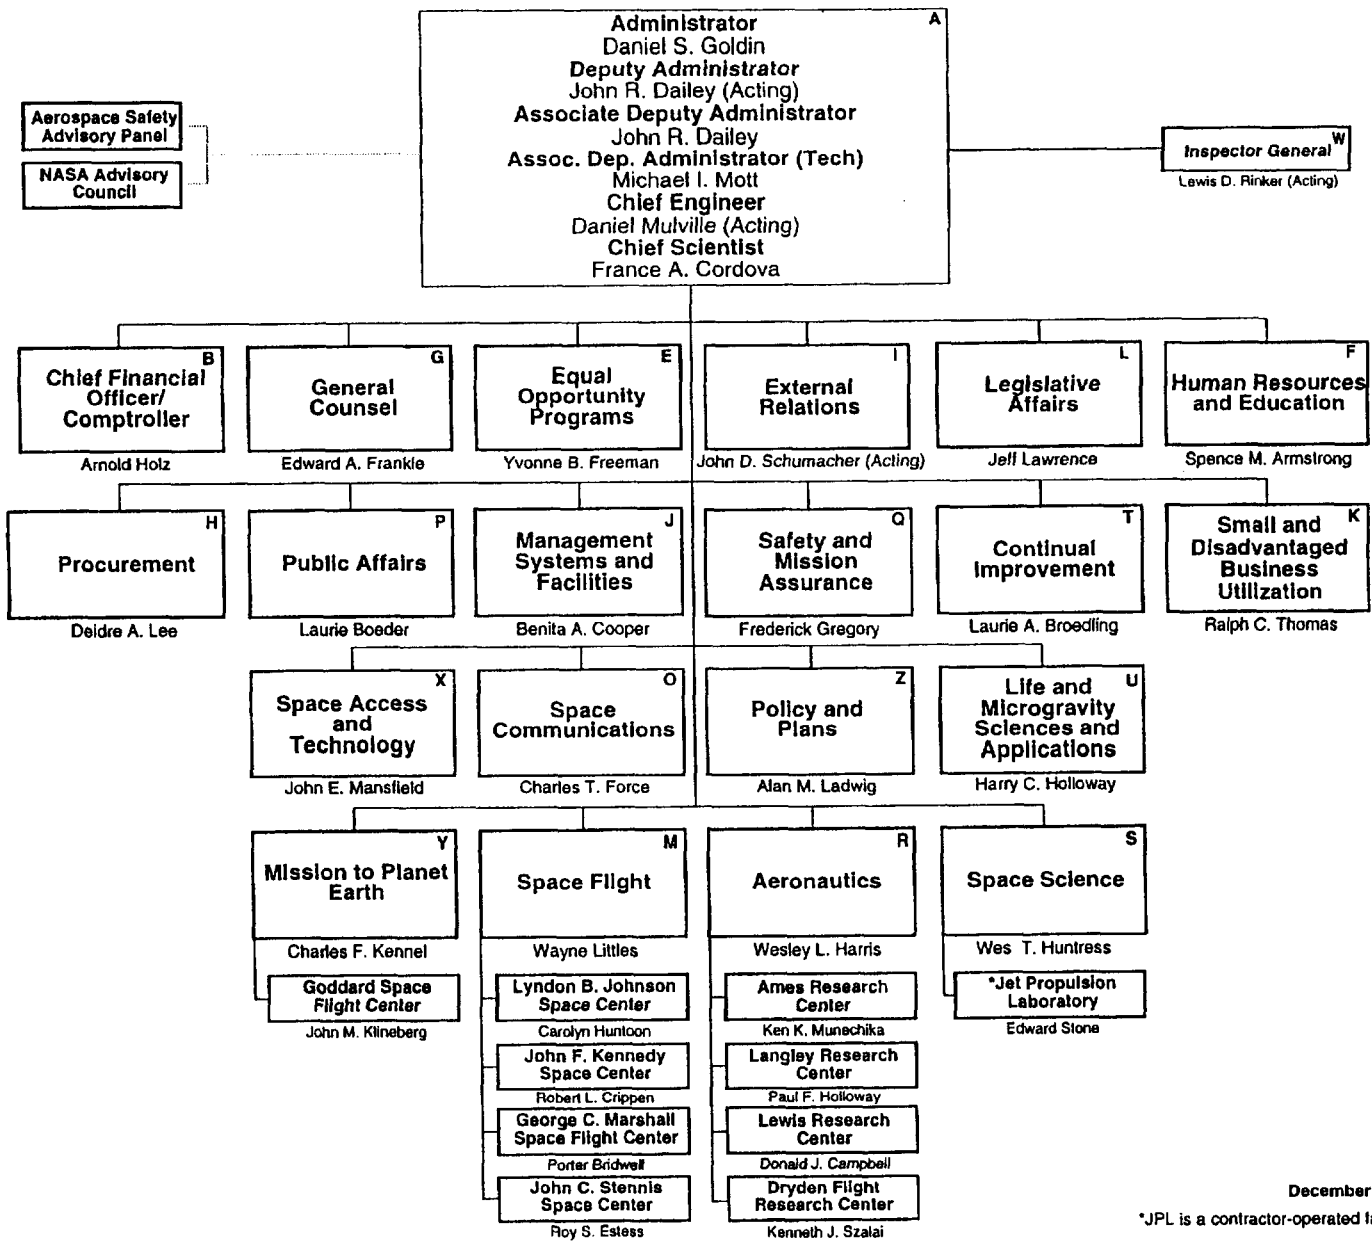 A
Administrator
Daniel S. Goldin
Deputy Administrator
John R. Dailey (Acting)
Associate Deputy Administrator
John R. Dailey
Assoc. Dep. Administrator (Tech)
Michael I. Mott
Chief Engineer
Daniel Mulville (Acting)
Chief Scientist
France A. Cordova
Aerospace Safety
Advisory Panel
NASA Advisory
Council
Inspector General W
Lewis D. Rinker (Acting)
B
Chief Financial
Officer/
Comptroller
Arnold Holz
G
General
Counsel
Edward A. Frankle
E
Equal
Opportunity
Programs
Yvonne B. Freeman
I
External
Relations
John D. Schumacher (Acting)
L
Legislative
Affairs
Jeff Lawrence
F
Human Resources
and Education
Spence M. Armstrong
H
Procurement
Deidre A. Lee
P
Public Affairs
Laurie Boeder
J
Management
Systems and
Facilities
Benita A. Cooper
Q
Safety and
Mission
Assurance
Frederick Gregory
T
Continual
Improvement
Laurie A. Broedling
K
Small and
Disadvantaged
Business
Utilization
Ralph C. Thomas
X
Space Access
and
Technology
John E. Mansfield
O
Space
Communications
Charles T. Force
Z
Policy and
Plans
Alan M. Ladwig
U
Life and
Microgravity
Sciences and
Applications
Harry C. Holloway
Y
Mission to Planet
Earth
Charles F. Kennel
Goddard Space
Flight Center
John M. Klineberg
M
Space Flight
Wayne Littles
Lyndon B. Johnson
Space Center
Carolyn Huntoon
John F. Kennedy
Space Center
Robert L. Crippen
George C. Marshall
Space Flight Center
Porter Bridwell
John C. Stennis
Space Center
Roy S. Estess
R
Aeronautics
Wesley L. Harris
Ames Research
Center
Ken K. Munechika
Langley Research
Center
Paul F. Holloway
Lewis Research
Center
Donald J. Campbell
Dryden Flight
Research Center
Kenneth J. Szalai
S
Space Science
Wes T. Huntress
*Jet Propulsion
Laboratory
Edward Stone
December
*JPL is a contractor-operated